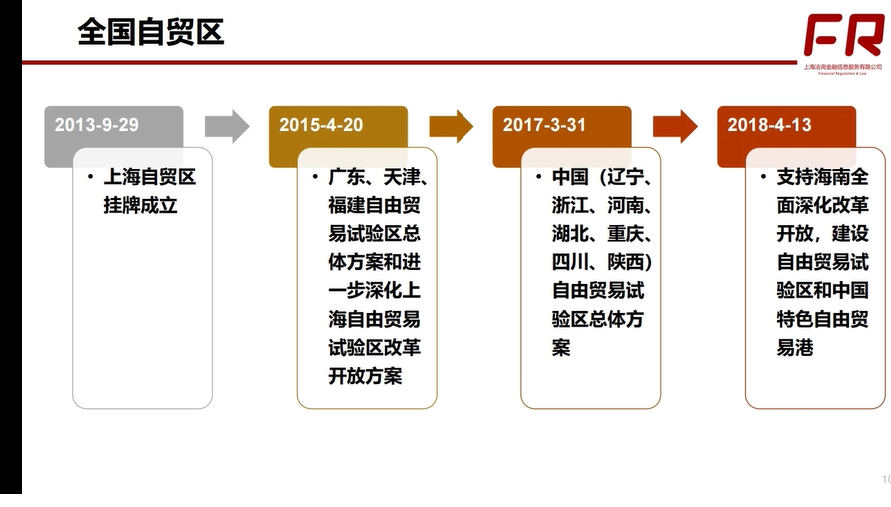 全国自贸区
FR
上海法询金融信息服务有限公司
Financial Regulation & Law
2013-9-29
• 上海自贸区
挂牌成立
2015-4-20
• 广东、天津、
福建自由贸
易试验区总
体方案和进
一步深化上
海自由贸易
试验区改革
开放方案
2017-3-31
• 中国（辽宁、
浙江、河南、
湖北、重庆、
四川、陕西）
自由贸易试
验区总体方
案
2018-4-13
• 支持海南全
面深化改革
开放，建设
自由贸易试
验区和中国
特色自由贸
易港